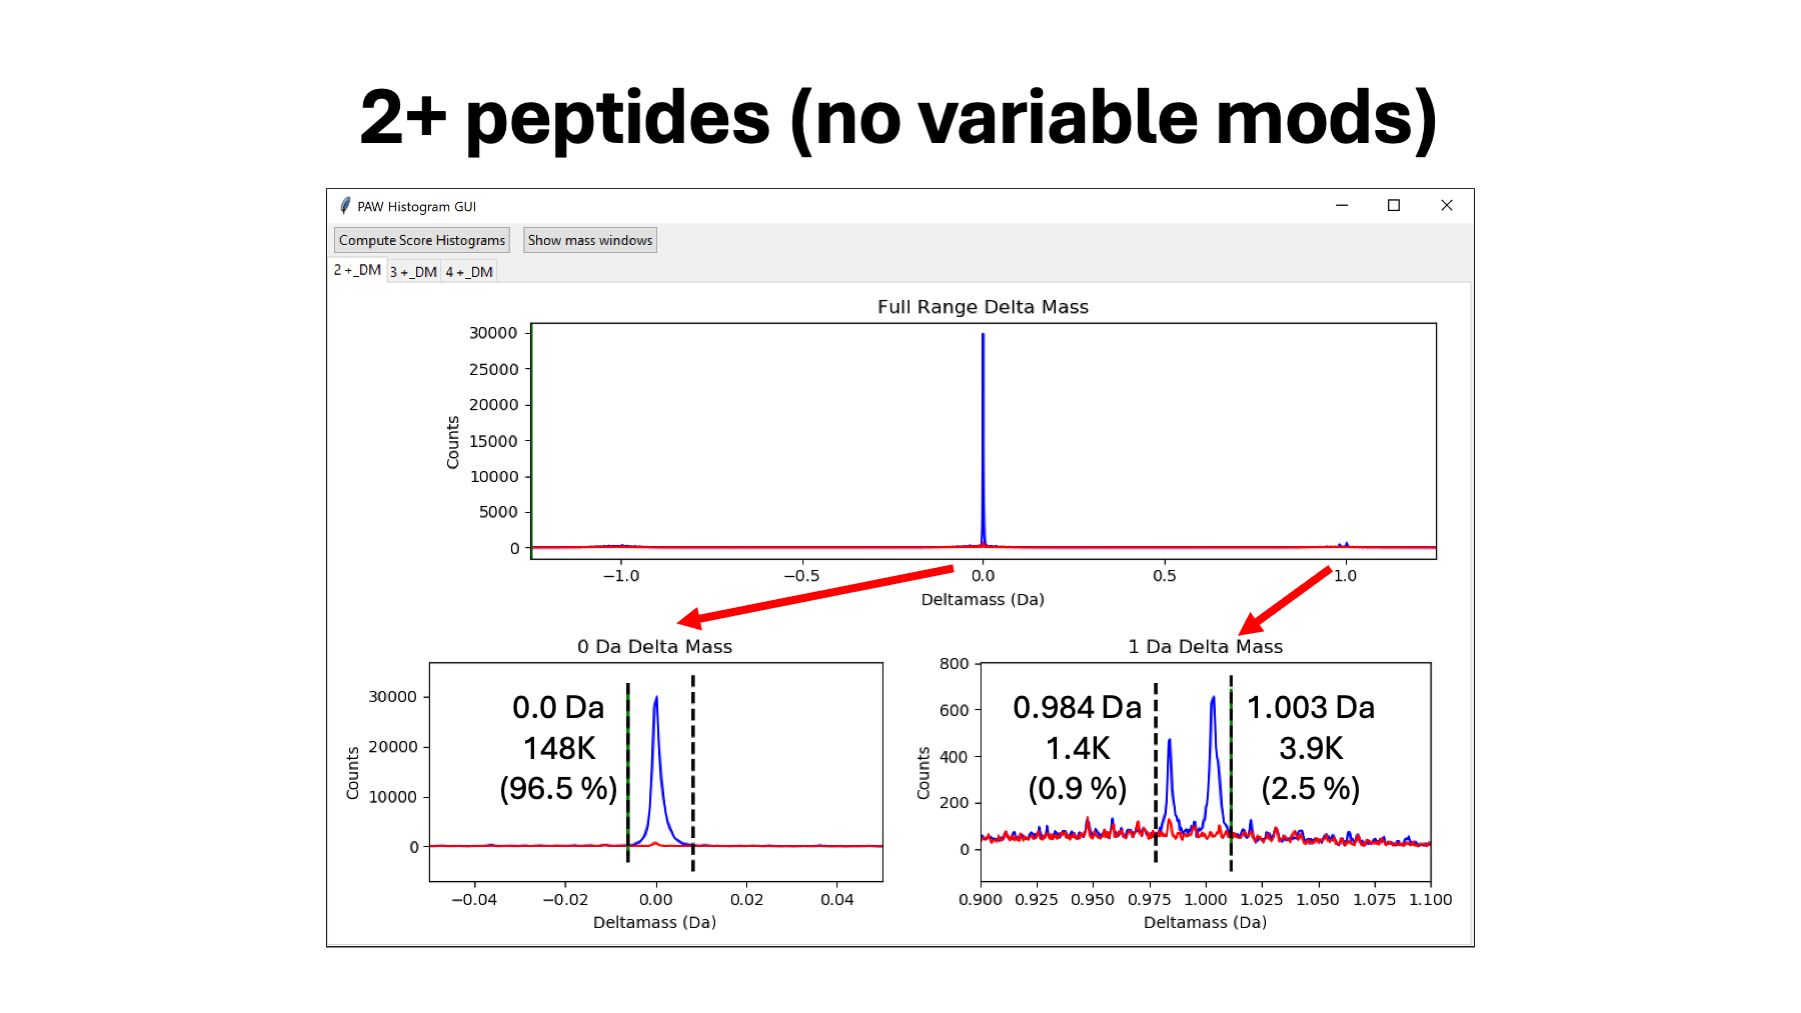 2+ peptides (no variable mods)
PAW Histogram GUI
Compute Score Histograms Show mass windows
2 +_DM 3 +_DM 4 +_DM
Full Range Delta Mass
30000
25000
20000
15000
10000
5000
0
Counts
−1.0 −0.5 0.0 0.5 1.0
Deltamass (Da)
0 Da Delta Mass
30000
20000
10000
0
Counts
0.0 Da
148K
(96.5 %)
−0.04 −0.02 0.00 0.02 0.04
Deltamass (Da)
1 Da Delta Mass
800
600
400
200
0
Counts
0.984 Da
1.4K
(0.9 %)
1.003 Da
3.9K
(2.5 %)
0.900 0.925 0.950 0.975 1.000 1.025 1.050 1.075 1.100
Deltamass (Da)